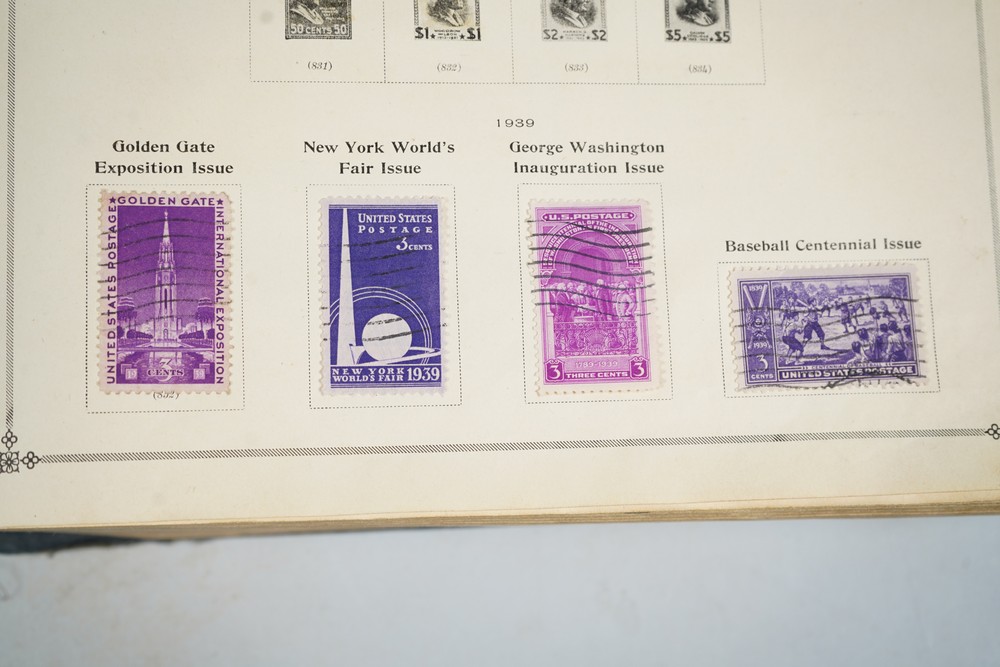 50 CENTS 50
$1 $1
$2 $2
$5 $5
(831)
(832)
(833)
(834)
1939
Golden Gate
Exposition Issue
★GOLDEN GATE★
UNITED STATES POSTAGE
INTERNATIONAL EXPOSITION
3
CENTS
(852)
New York World's
Fair Issue
UNITED STATES
POSTAGE
3 CENTS
NEW YORK
WORLD'S FAIR 1939
George Washington
Inauguration Issue
U.S. POSTAGE
1789-1939
3 THREE CENTS 3
Baseball Centennial Issue
1839
1939
3
CENTS
UNITED STATES POSTAGE